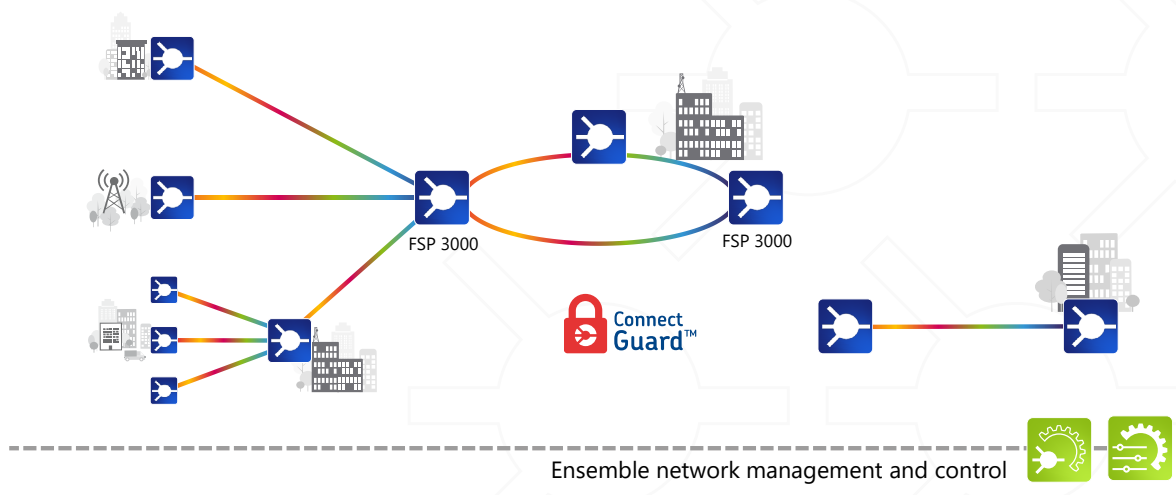 FSP 3000
FSP 3000
Connect
Guard™
Ensemble network management and control